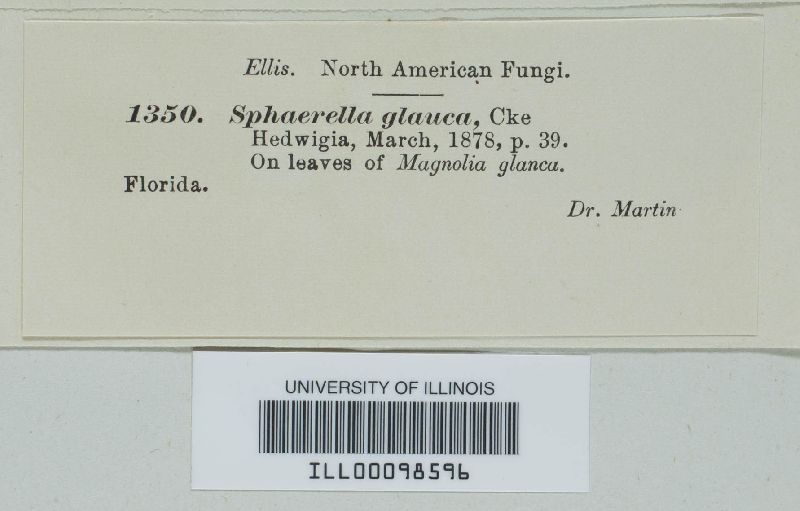 Ellis. North American Fungi.
1350. Sphaerella glauca, Cke
Hedwigia, March, 1878, p. 39.
On leaves of Magnolia glanca.
Florida.
Dr. Martin
UNIVERSITY OF ILLINOIS
ILL00098596